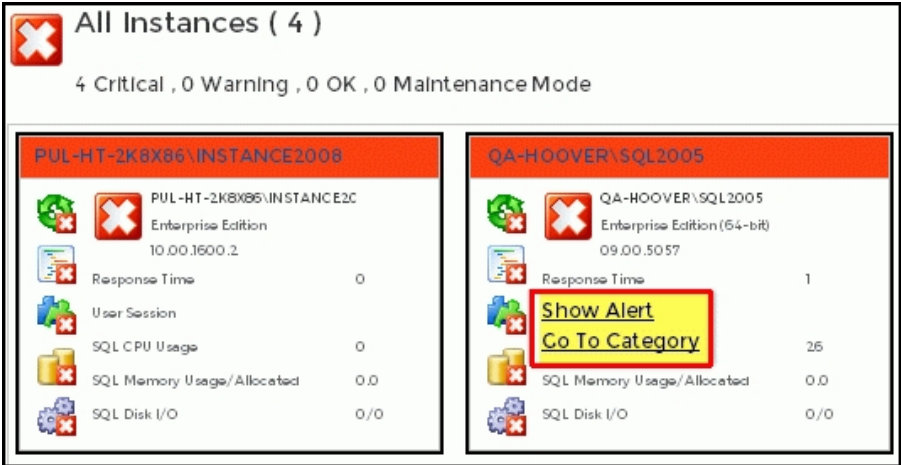 All Instances ( 4 )
4 Critical , 0 Warning , 0 OK , 0 Maintenance Mode
PUL-HT-2K8X86\INSTANCE2008
PUL-HT-2K8X86\INSTANCE20
Enterprise Edition
10.00.1600.2
Response Time 0
User Session
SQL CPU Usage 0
SQL Memory Usage/Allocated 0.0
SQL Disk I/O 0/0
QA-HOOVER\SQL2005
QA-HOOVER\SQL2005
Enterprise Edition (64-bit)
09.00.5057
Response Time 1
Show Alert
Go To Category
26
SQL Memory Usage/Allocated 0.0
SQL Disk I/O 0/0